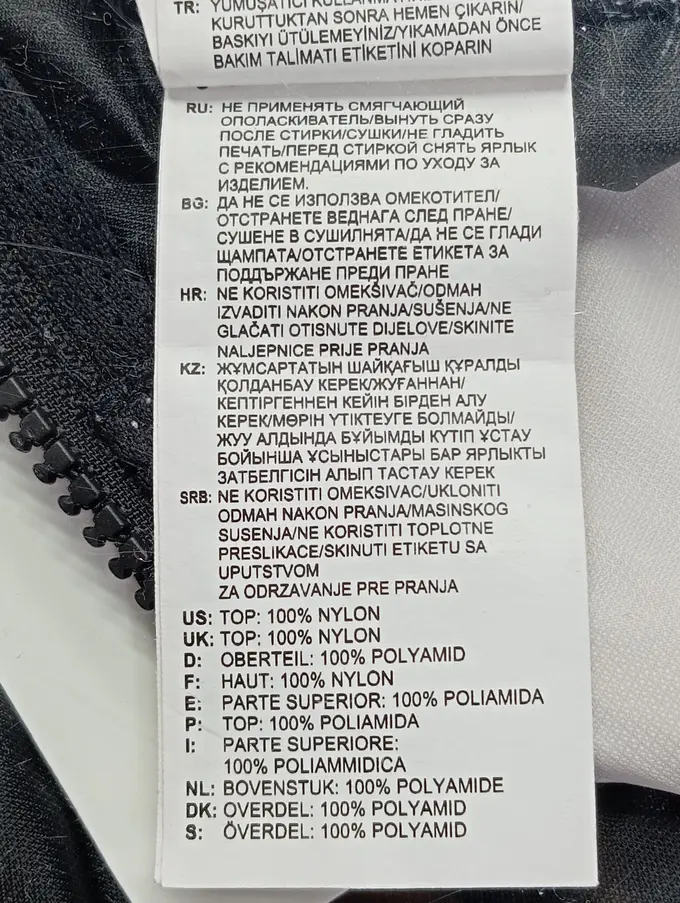 TR: YUMUŞATICI
KURUTTUKTAN SONRA HEMEN ÇIKARIN/
BASKIYI ÜTÜLEMEYİNİZ/YIKAMADAN ÖNCE
BAKIM TALİMATI ETİKETİNİ KOPARIN
RU: НЕ ПРИМЕНЯТЬ СМЯГЧАЮЩИЙ
ОПОЛАСКИВАТЕЛЬ/ВЫНУТЬ СРАЗУ
ПОСЛЕ СТИРКИ/СУШКИ/НЕ ГЛАДИТЬ
ПЕЧАТЬ/ПЕРЕД СТИРКОЙ СНЯТЬ ЯРЛЫК
С РЕКОМЕНДАЦИЯМИ ПО УХОДУ ЗА
ИЗДЕЛИЕМ.
BG: ДА НЕ СЕ ИЗПОЛЗВА ОМЕКОТИТЕЛ/
ОТСТРАНЕТЕ ВЕДНАГА СЛЕД ПРАНЕ/
СУШЕНЕ В СУШИЛНЯТА/ДА НЕ СЕ ГЛАДИ
ЩАМПАТА/ОТСТРАНЕТЕ ЕТИКЕТА ЗА
ПОДДЪРЖАНЕ ПРЕДИ ПРАНЕ
HR: NE KORISTITI OMEKŠIVAČ/ODMAH
IZVADITI NAKON PRANJA/SUŠENJA/NE
GLAČATI OTISNUTE DIJELOVE/SKINITE
NALJEPNICE PRIJE PRANJA
KZ: ЖҰМСАРТАТЫН ШАЙҚАҒЫШ ҚҰРАЛДЫ
ҚОЛДАНБАУ КЕРЕК/ЖУҒАННАН/
КЕПТІРГЕННЕН КЕЙІН БІРДЕН АЛУ
КЕРЕК/МӨРІН ҮТІКТЕУГЕ БОЛМАЙДЫ/
ЖУУ АЛДЫНДА БҰЙЫМДЫ КҮТІП ҰСТАУ
БОЙЫНША ҰСЫНЫСТАРЫ БАР ЯРЛЫКТЫ
ЗАТБЕЛГІСІН АЛЫП ТАСТАУ КЕРЕК
SRB: NE KORISTITI OMEKSIVAC/UKLONITI
ODMAH NAKON PRANJA/MASINSKOG
SUSENJA/NE KORISTITI TOPLOTNE
PRESLIKACE/SKINUTI ETIKETU SA
UPUTSTVOM
ZA ODRZAVANJE PRE PRANJA
US: TOP: 100% NYLON
UK: TOP: 100% NYLON
D: OBERTEIL: 100% POLYAMID
F: HAUT: 100% NYLON
E: PARTE SUPERIOR: 100% POLIAMIDA
P: TOP: 100% POLIAMIDA
I: PARTE SUPERIORE:
100% POLIAMMIDICA
NL: BOVENSTUK: 100% POLYAMIDE
DK: OVERDEL: 100% POLYAMID
S: ÖVERDEL: 100% POLYAMID